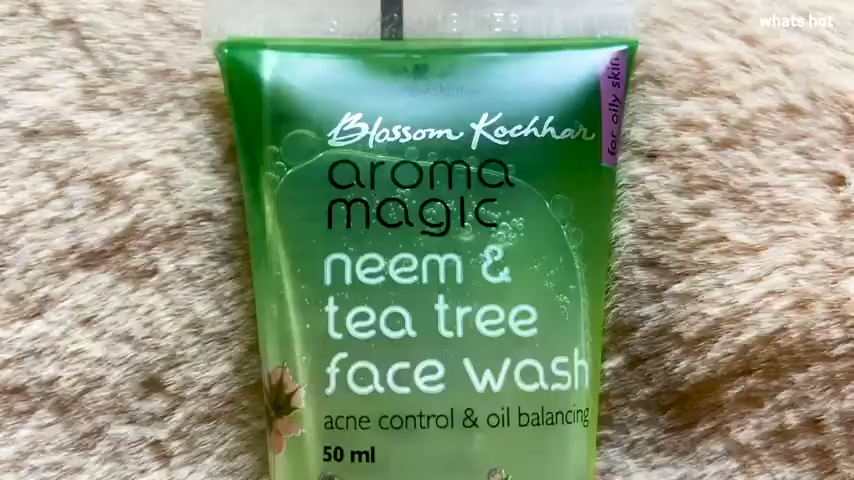 whats hot
for oily skin
Blossom Kochhar
aroma
magic
neem &
tea tree
face wash
acne control & oil balancing
50 ml